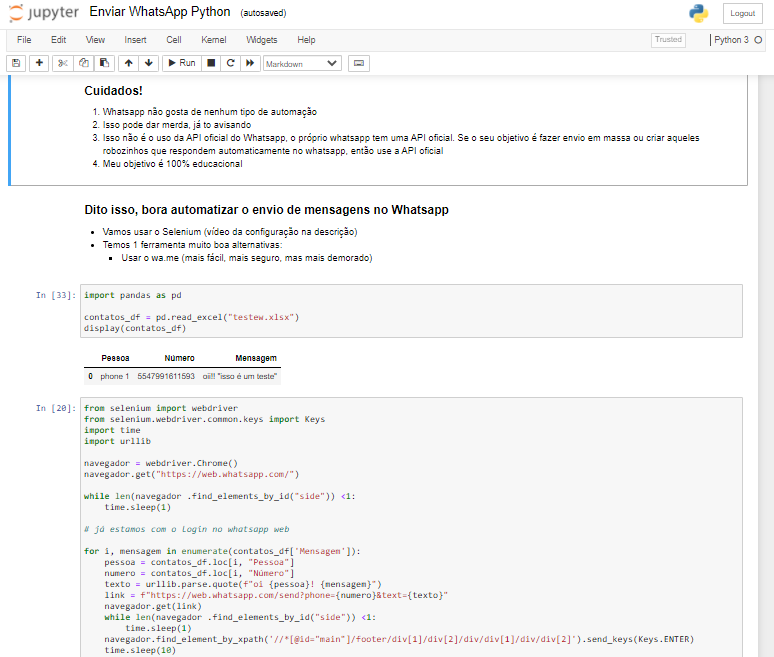 jupyter Enviar WhatsApp Python (autosaved) Logout
File Edit View Insert Cell Kernel Widgets Help Trusted Python 3
Run Markdown
Cuidados!
1. Whatsapp não gosta de nenhum tipo de automação
2. Isso pode dar merda, já to avisando
3. Isso não é o uso da API oficial do Whatsapp, o próprio whatsapp tem uma API oficial. Se o seu objetivo é fazer envio em massa ou criar aqueles
robozinhos que respondem automaticamente no whatsapp, então use a API oficial
4. Meu objetivo é 100% educacional
Dito isso, bora automatizar o envio de mensagens no Whatsapp
• Vamos usar o Selenium (vídeo da configuração na descrição)
• Temos 1 ferramenta muito boa alternativas:
▪ Usar o wa.me (mais fácil, mais seguro, mas mais demorado)
In [33]: import pandas as pd
contatos_df = pd.read_excel("testew.xlsx")
display(contatos_df)
Pessoa Número Mensagem
0 phone 1 5547991611593 oii!! "isso é um teste"
In [20]: from selenium import webdriver
from selenium.webdriver.common.keys import Keys
import time
import urllib
navegador = webdriver.Chrome()
navegador.get("https://web.whatsapp.com/")
while len(navegador .find_elements_by_id("side")) <1:
    time.sleep(1)
# já estamos com o Login no whatsapp web
for i, mensagem in enumerate(contatos_df['Mensagem']):
    pessoa = contatos_df.loc[i, "Pessoa"]
    numero = contatos_df.loc[i, "Número"]
    texto = urllib.parse.quote(f"oi {pessoa}! {mensagem}")
    link = f"https://web.whatsapp.com/send?phone={numero}&text={texto}"
    navegador.get(link)
    while len(navegador .find_elements_by_id("side")) <1:
        time.sleep(1)
    navegador.find_element_by_xpath('//*[@id="main"]/footer/div[1]/div[2]/div/div[1]/div/div[2]').send_keys(Keys.ENTER)
    time.sleep(10)